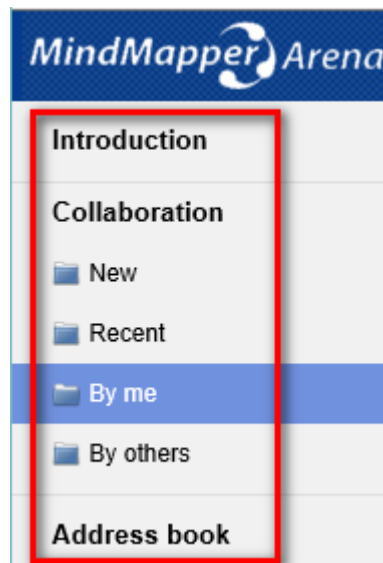 MindMapper Arena
Introduction
Collaboration
New
Recent
By me
By others
Address book